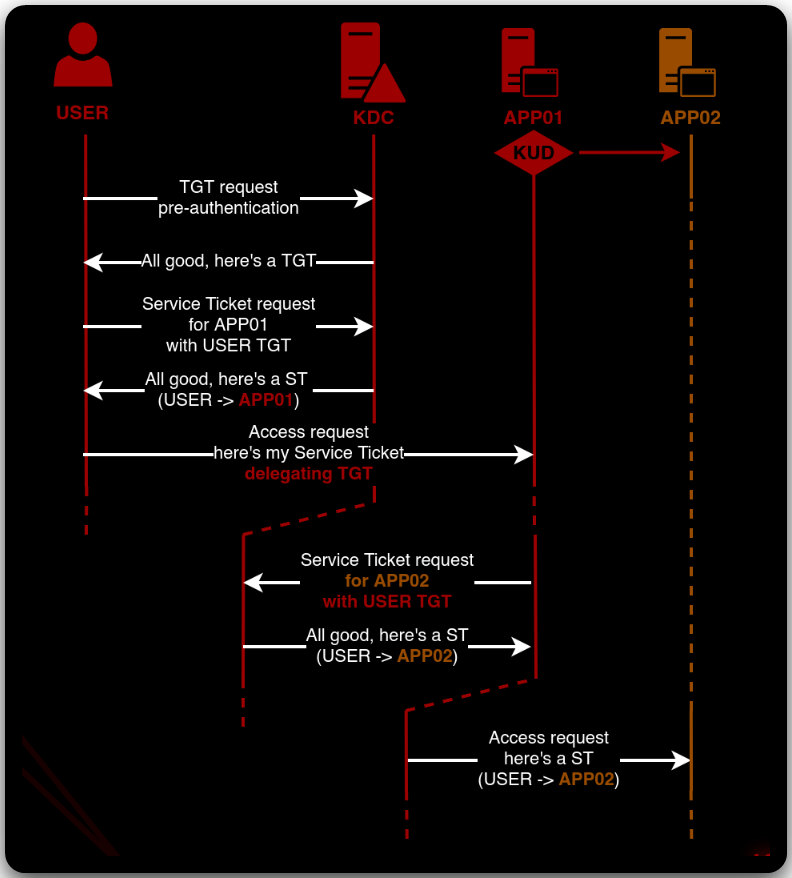 USER
KDC
APP01
APP02
KUD
TGT request
pre-authentication
All good, here's a TGT
Service Ticket request
for APP01
with USER TGT
All good, here's a ST
(USER -> APP01)
Access request
here's my Service Ticket
delegating TGT
Service Ticket request
for APP02
with USER TGT
All good, here's a ST
(USER -> APP02)
Access request
here's a ST
(USER -> APP02)